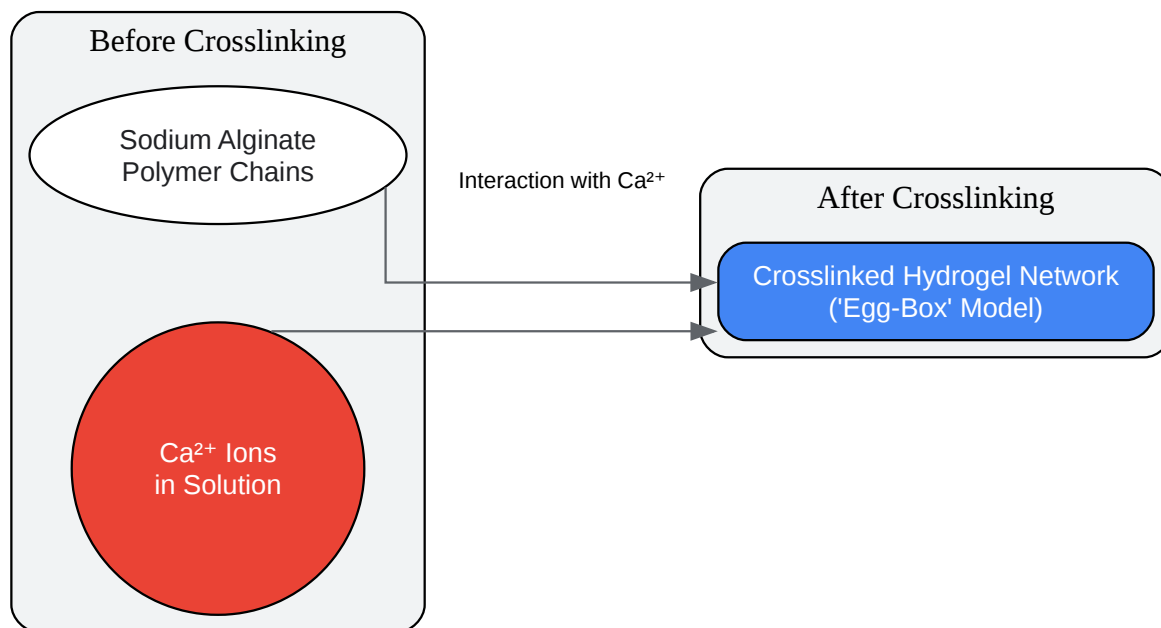 Before Crosslinking
Sodium Alginate
Polymer Chains
Ca²⁺ Ions
in Solution
Interaction with Ca²⁺
After Crosslinking
Crosslinked Hydrogel Network
('Egg-Box' Model)